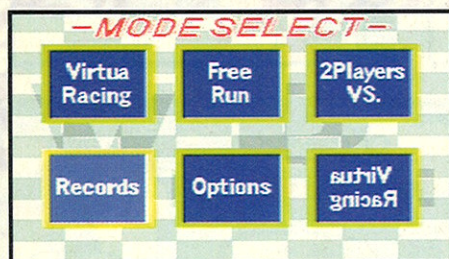 -MODE SELECT-
Virtua
Racing
Free
Run
2Players
VS.
Records
Options
Virtua
Racing